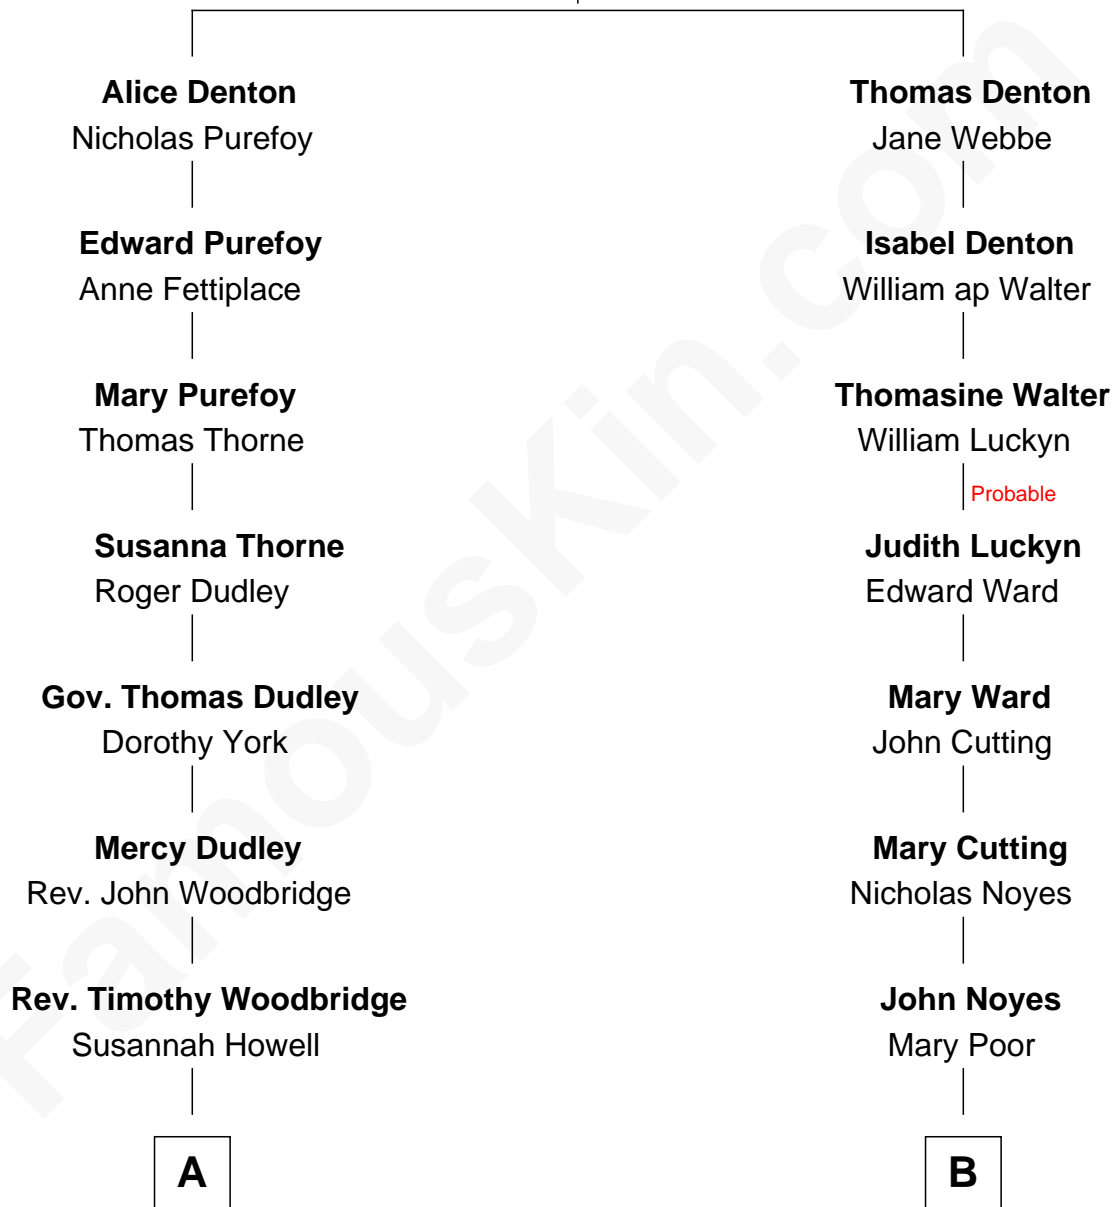 Alice Denton
Nicholas Purefoy
Thomas Denton
Jane Webbe
Edward Purefoy
Anne Fettiplace
Isabel Denton
William ap Walter
Mary Purefoy
Thomas Thorne
Thomasine Walter
William Luckyn
Probable
Susanna Thorne
Roger Dudley
Judith Luckyn
Edward Ward
Gov. Thomas Dudley
Dorothy York
Mary Ward
John Cutting
Mercy Dudley
Rev. John Woodbridge
Mary Cutting
Nicholas Noyes
Rev. Timothy Woodbridge
Susannah Howell
John Noyes
Mary Poor
A
B
FamousKin.com